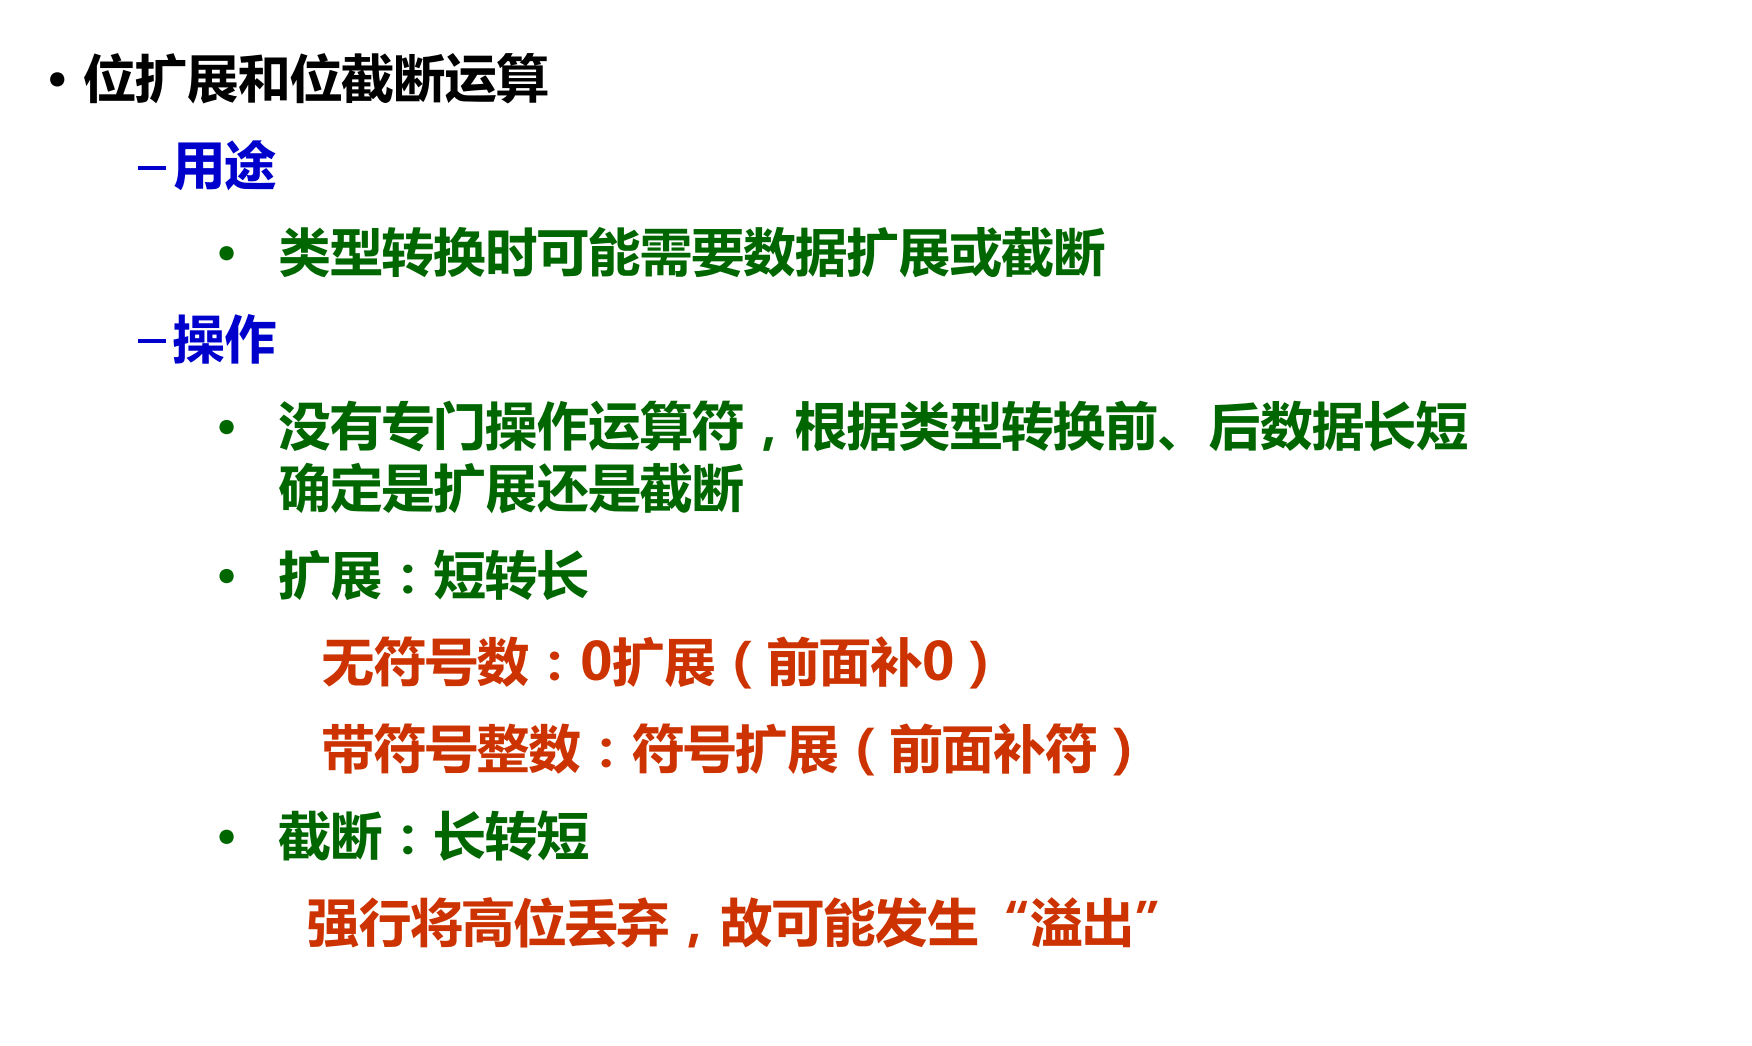 • 位扩展和位截断运算
– 用途
• 类型转换时可能需要数据扩展或截断
– 操作
• 没有专门操作运算符，根据类型转换前、后数据长短
确定是扩展还是截断
• 扩展：短转长
无符号数：0扩展（前面补0）
带符号整数：符号扩展（前面补符）
• 截断：长转短
强行将高位丢弃，故可能发生“溢出”